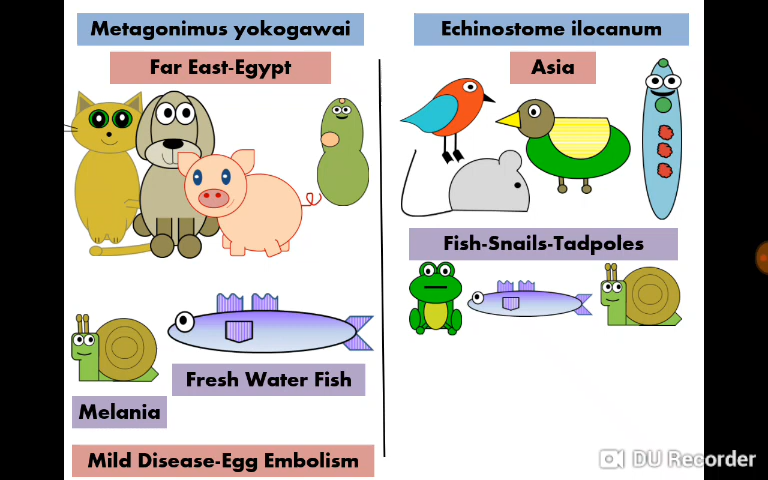 Metagonimus yokogawai
Far East-Egypt
Melania
Fresh Water Fish
Mild Disease-Egg Embolism
Echinostome ilocanum
Asia
Fish-Snails-Tadpoles
DU Recorder